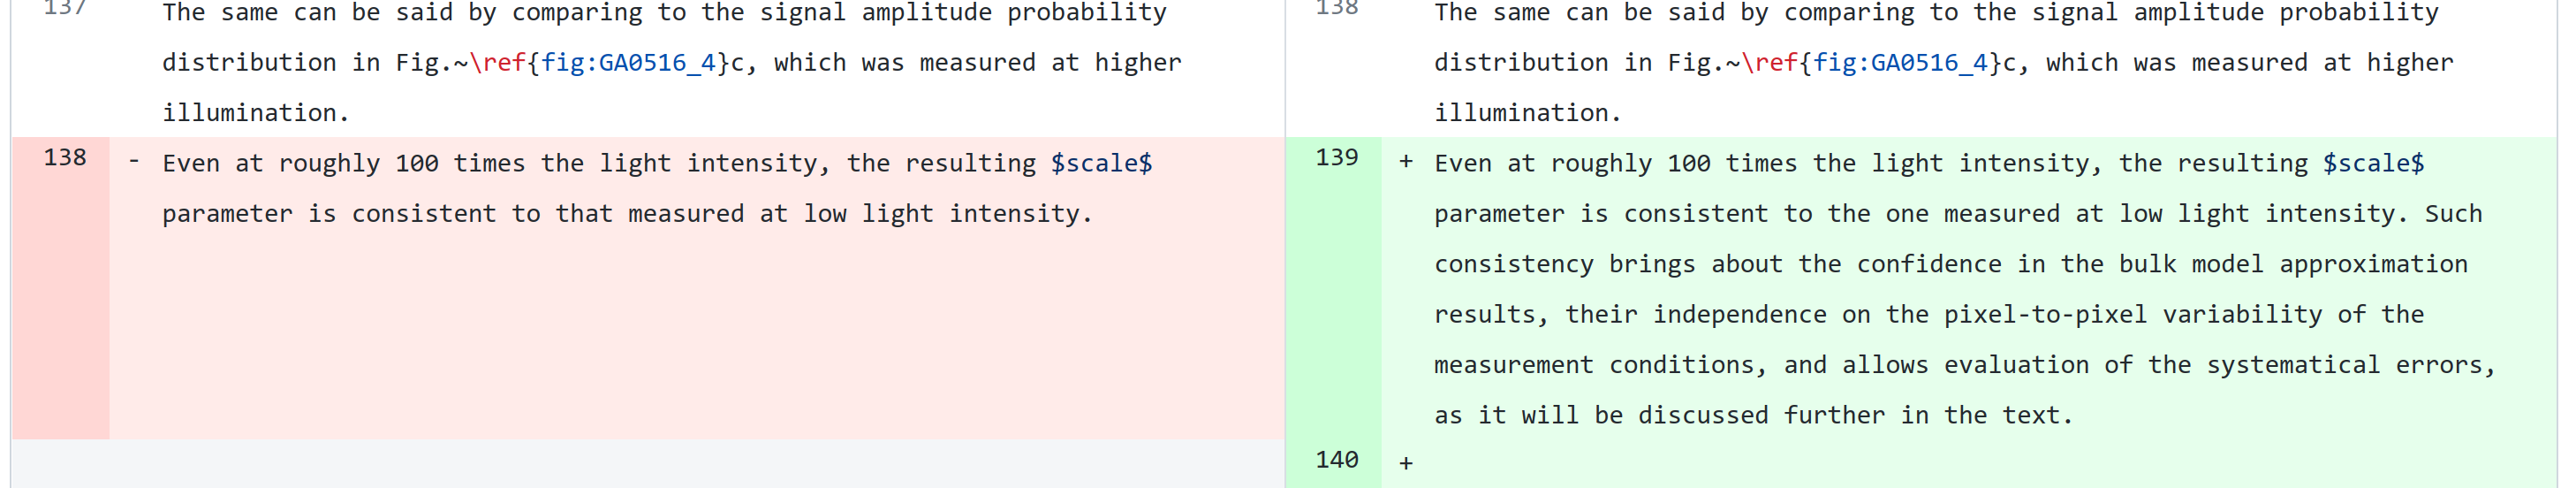 137 The same can be said by comparing to the signal amplitude probability
distribution in Fig.~\ref{fig:GA0516_4}c, which was measured at higher
illumination.
138 - Even at roughly 100 times the light intensity, the resulting $scale$
parameter is consistent to that measured at low light intensity.
138 The same can be said by comparing to the signal amplitude probability
distribution in Fig.~\ref{fig:GA0516_4}c, which was measured at higher
illumination.
139 + Even at roughly 100 times the light intensity, the resulting $scale$
parameter is consistent to the one measured at low light intensity. Such
consistency brings about the confidence in the bulk model approximation
results, their independence on the pixel-to-pixel variability of the
measurement conditions, and allows evaluation of the systematical errors,
as it will be discussed further in the text.
140 +